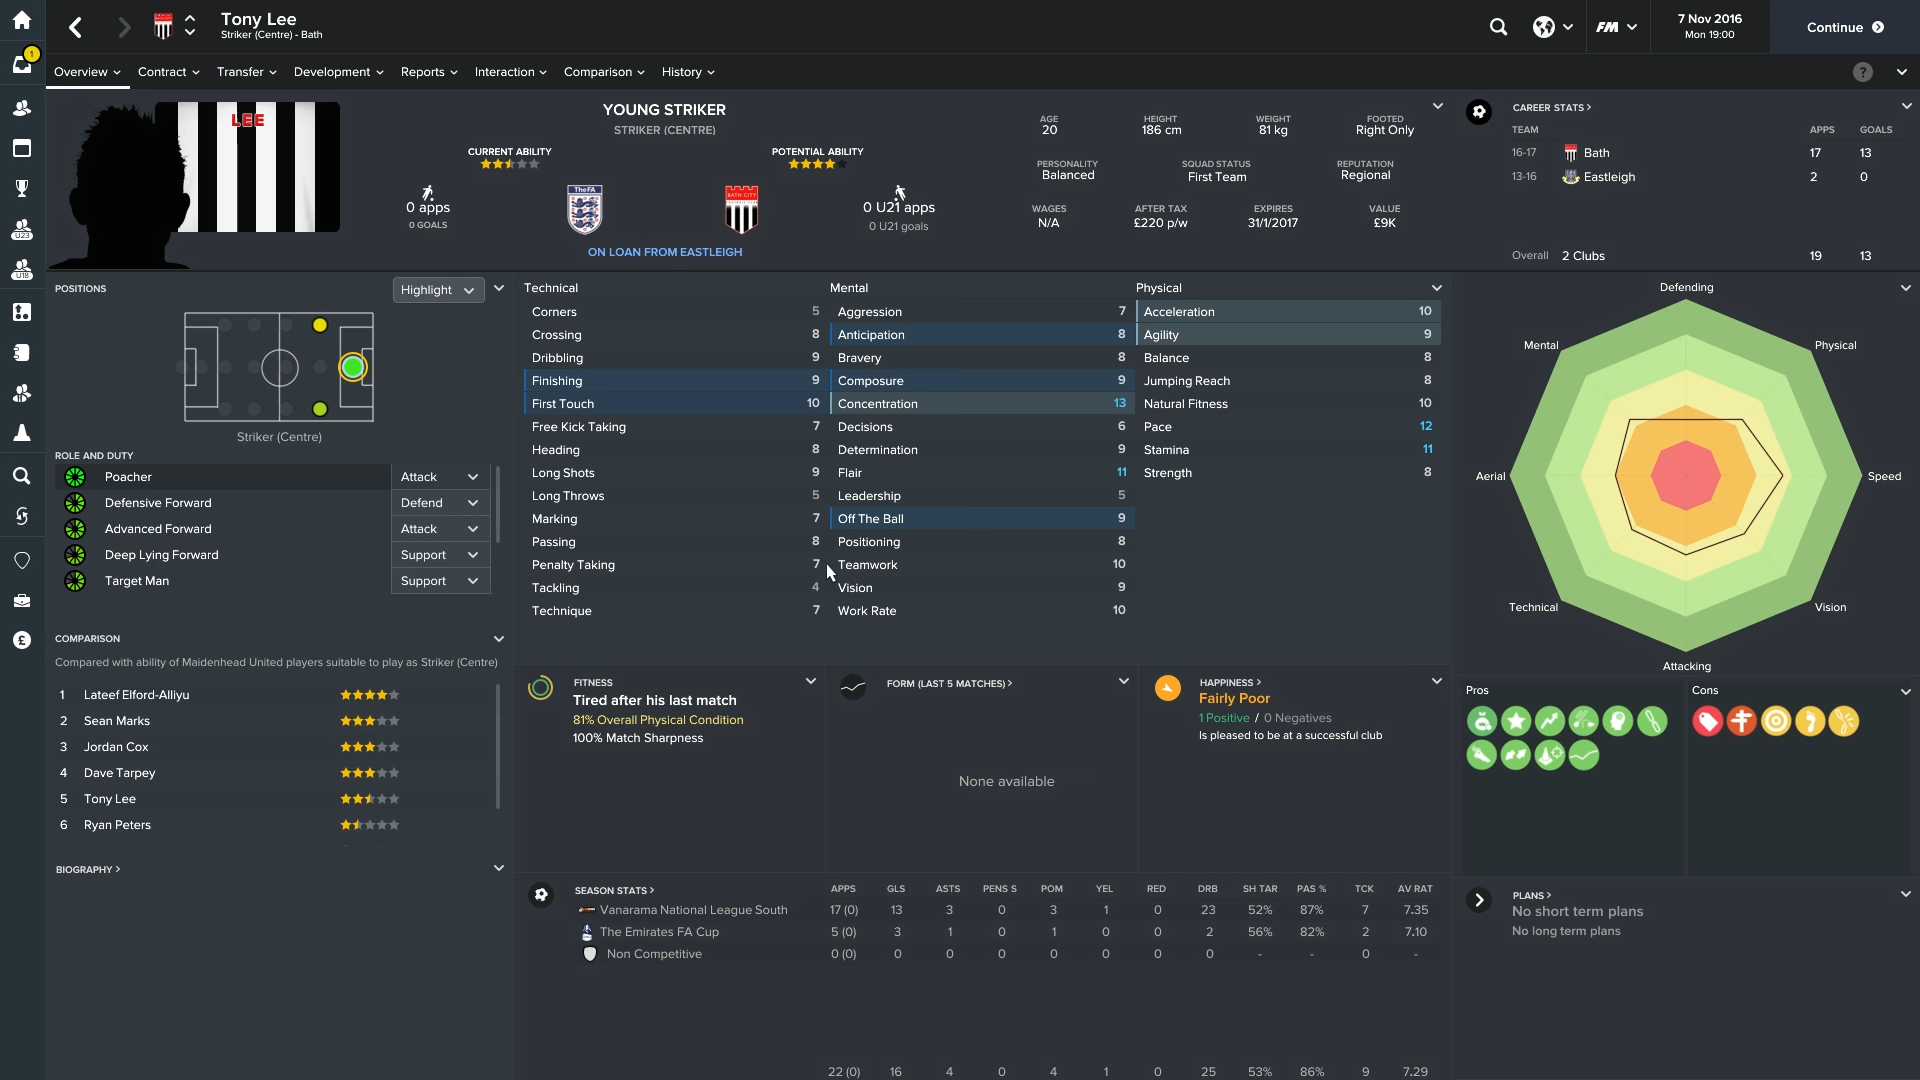 1
Tony Lee
Striker (Centre) - Bath
FM
7 Nov 2016
Mon 19:00
Continue
Overview
Contract
Transfer
Development
Reports
Interaction
Comparison
History
?
U23
U18
£
LEE
YOUNG STRIKER
STRIKER (CENTRE)
CURRENT ABILITY
POTENTIAL ABILITY
0 apps
0 GOALS
The FA
BATH CITY
0 U21 apps
0 U21 goals
ON LOAN FROM EASTLEIGH
AGE HEIGHT WEIGHT FOOTED
20 186 cm 81 kg Right Only
PERSONALITY SQUAD STATUS REPUTATION
Balanced First Team Regional
WAGES AFTER TAX EXPIRES VALUE
N/A £220 p/w 31/1/2017 £9K
CAREER STATS >
TEAM APPS GOALS
16-17 Bath 17 13
13-16 Eastleigh 2 0
Overall 2 Clubs 19 13
POSITIONS
Highlight
Striker (Centre)
ROLE AND DUTY
Poacher Attack
Defensive Forward Defend
Advanced Forward Attack
Deep Lying Forward Support
Target Man Support
COMPARISON
Compared with ability of Maidenhead United players suitable to play as Striker (Centre)
1 Lateef Elford-Alliyu
2 Sean Marks
3 Jordan Cox
4 Dave Tarpey
5 Tony Lee
6 Ryan Peters
BIOGRAPHY >
Technical
Corners 5
Crossing 8
Dribbling 9
Finishing 9
First Touch 10
Free Kick Taking 7
Heading 8
Long Shots 9
Long Throws 5
Marking 7
Passing 8
Penalty Taking 7
Tackling 4
Technique 7
Mental
Aggression 7
Anticipation 8
Bravery 8
Composure 9
Concentration 13
Decisions 6
Determination 9
Flair 11
Leadership 5
Off The Ball 9
Positioning 8
Teamwork 10
Vision 9
Work Rate 10
Physical
Acceleration 10
Agility 9
Balance 8
Jumping Reach 8
Natural Fitness 10
Pace 12
Stamina 11
Strength 8
Defending
Mental
Physical
Aerial
Speed
Technical
Vision
Attacking
FITNESS
Tired after his last match
81% Overall Physical Condition
100% Match Sharpness
FORM (LAST 5 MATCHES) >
None available
HAPPINESS >
Fairly Poor
1 Positive / 0 Negatives
Is pleased to be at a successful club
Pros
Cons
SEASON STATS > APPS GLS ASTS PENS S POM YEL RED DRB SH TAR PAS % TCK AV RAT
Vanarama National League South 17 (0) 13 3 0 3 1 0 23 52% 87% 7 7.35
The Emirates FA Cup 5 (0) 3 1 0 1 0 0 2 56% 82% 2 7.10
Non Competitive 0 (0) 0 0 0 0 0 0 0 - - 0 -
22 (0) 16 4 0 4 1 0 25 53% 86% 9 7.29
PLANS >
No short term plans
No long term plans